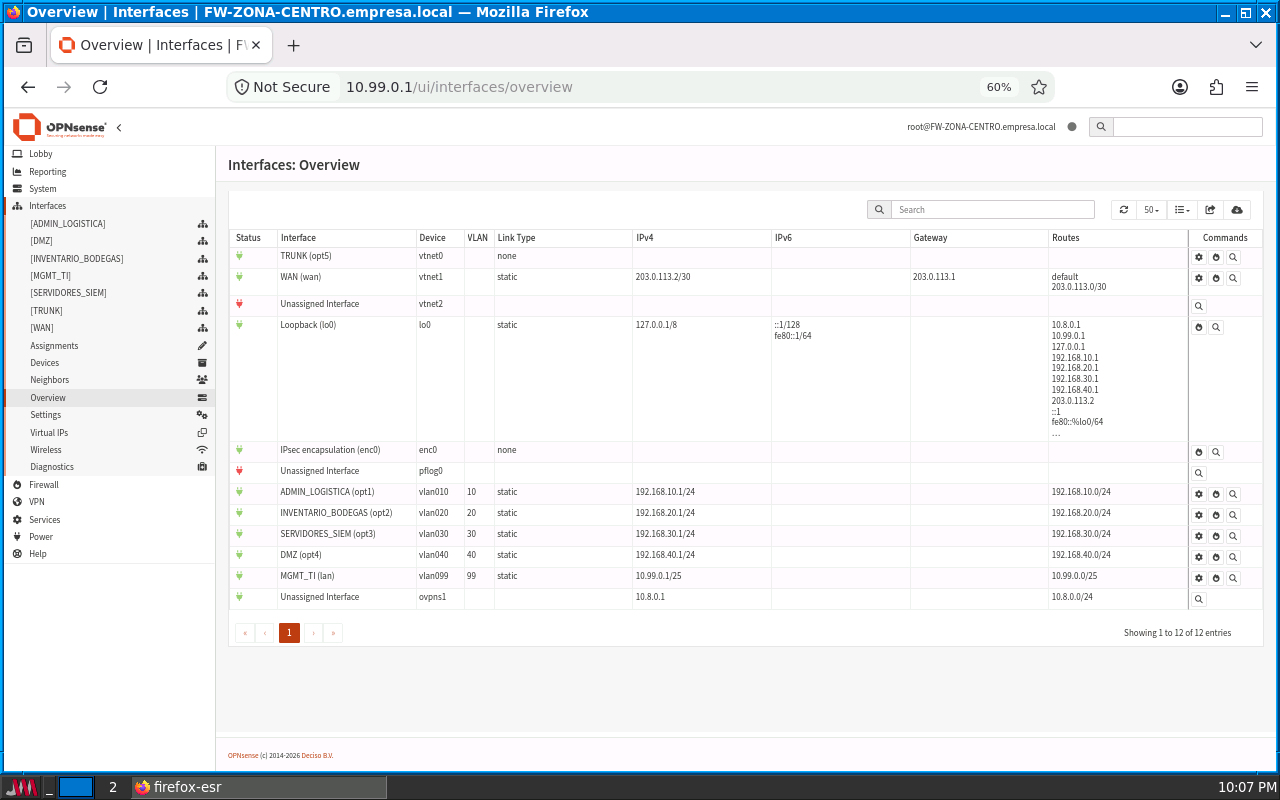 Overview | Interfaces | FW-ZONA-CENTRO.empresa.local — Mozilla Firefox
Overview | Interfaces | F
Not Secure 10.99.0.1/ui/interfaces/overview 60%
OPNsense
root@FW-ZONA-CENTRO.empresa.local
Lobby
Reporting
System
Interfaces
[ADMIN_LOGISTICA]
[DMZ]
[INVENTARIO_BODEGAS]
[MGMT_TI]
[SERVIDORES_SIEM]
[TRUNK]
[WAN]
Assignments
Devices
Neighbors
Overview
Settings
Virtual IPs
Wireless
Diagnostics
Firewall
VPN
Services
Power
Help
Interfaces: Overview
Search
50
Status Interface Device VLAN Link Type IPv4 IPv6 Gateway Routes Commands
TRUNK (opt5) vtnet0 none
WAN (wan) vtnet1 static 203.0.113.2/30 203.0.113.1 default
203.0.113.0/30
Unassigned Interface vtnet2
Loopback (lo0) lo0 static 127.0.0.1/8 ::1/128 10.8.0.1
fe80::1/64 10.99.0.1
127.0.0.1
192.168.10.1
192.168.20.1
192.168.30.1
192.168.40.1
203.0.113.2
::1
fe80::%lo0/64
...
IPsec encapsulation (enc0) enc0 none
Unassigned Interface pflog0
ADMIN_LOGISTICA (opt1) vlan010 10 static 192.168.10.1/24 192.168.10.0/24
INVENTARIO_BODEGAS (opt2) vlan020 20 static 192.168.20.1/24 192.168.20.0/24
SERVIDORES_SIEM (opt3) vlan030 30 static 192.168.30.1/24 192.168.30.0/24
DMZ (opt4) vlan040 40 static 192.168.40.1/24 192.168.40.0/24
MGMT_TI (lan) vlan099 99 static 10.99.0.1/25 10.99.0.0/25
Unassigned Interface ovpns1 10.8.0.1 10.8.0.0/24
« ‹ 1 › »
Showing 1 to 12 of 12 entries
OPNsense (c) 2014-2026 Deciso B.V.
2 firefox-esr 10:07 PM